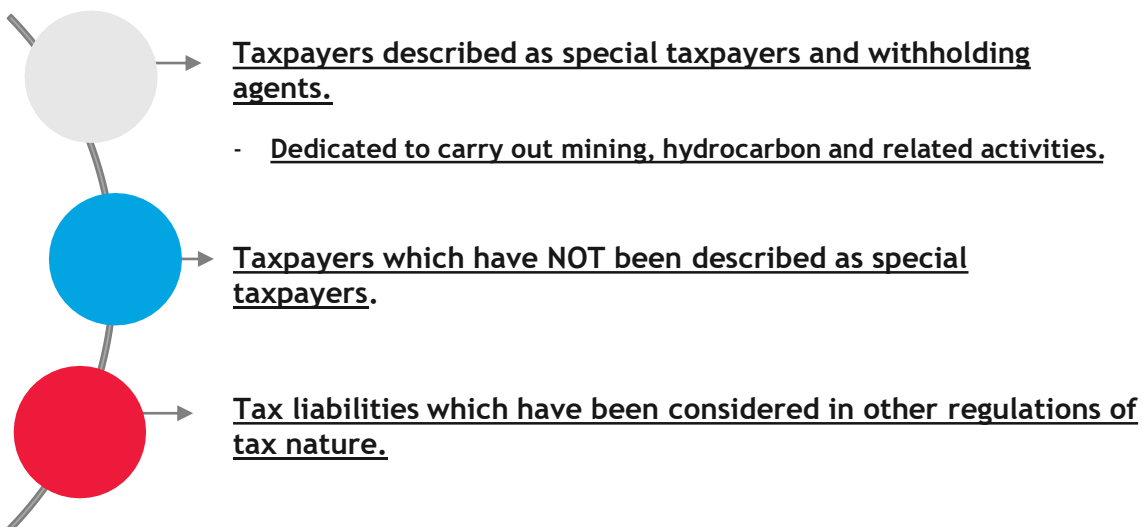 Taxpayers described as special taxpayers and withholding
agents.
- Dedicated to carry out mining, hydrocarbon and related activities.
Taxpayers which have NOT been described as special
taxpayers.
Tax liabilities which have been considered in other regulations of
tax nature.